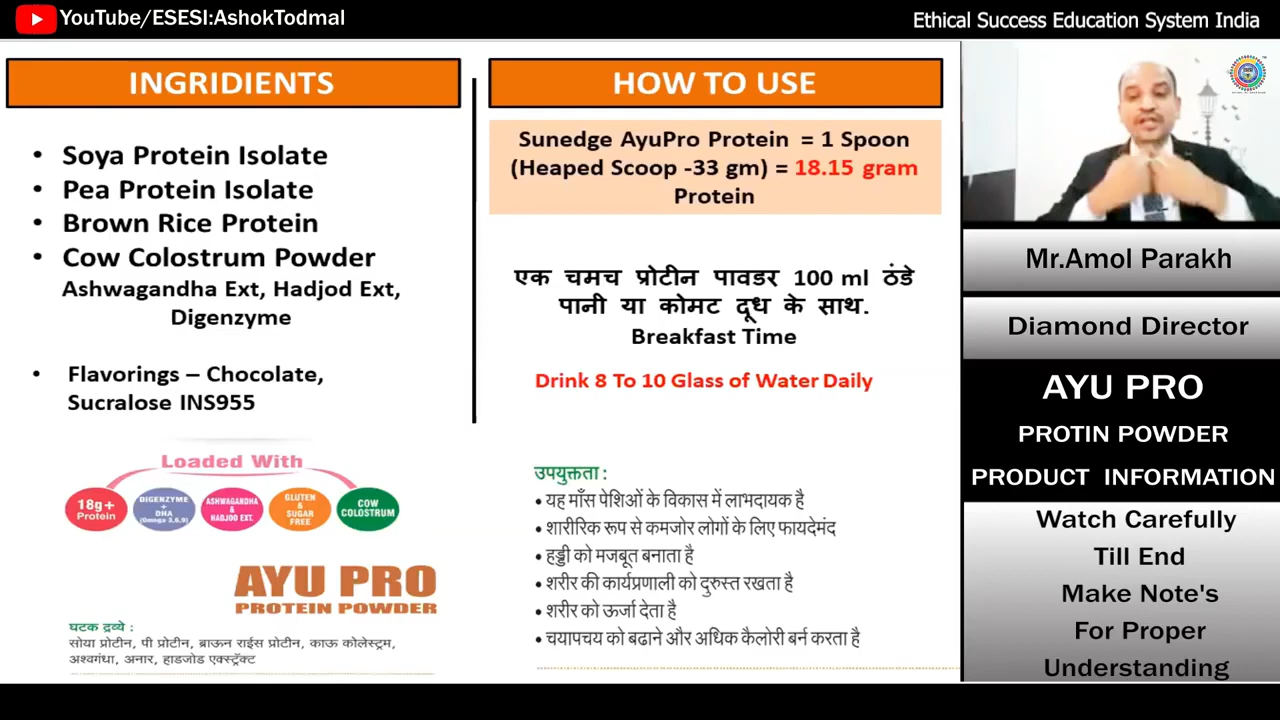 YouTube/ESESI:AshokTodmal
Ethical Success Education System India
INGRIDIENTS
• Soya Protein Isolate
• Pea Protein Isolate
• Brown Rice Protein
• Cow Colostrum Powder
Ashwagandha Ext, Hadjod Ext,
Digenzyme
• Flavorings – Chocolate,
Sucralose INS955
Loaded With
18g+
Protein
DIGENZYME
+
DHA
(Omega 3,6,9)
ASHWAGANDHA
&
HADJOD EXT.
GLUTEN
&
SUGAR
FREE
COW
COLOSTRUM
AYU PRO
PROTEIN POWDER
घटक द्रव्ये :
सोया प्रोटीन, पी प्रोटीन, ब्राऊन राईस प्रोटीन, काऊ कोलेस्ट्रम,
अश्वगंधा, अनार, हाडजोड एक्स्ट्रॅक्ट
HOW TO USE
Sunedge AyuPro Protein = 1 Spoon
(Heaped Scoop -33 gm) = 18.15 gram
Protein
एक चमच प्रोटीन पावडर 100 ml ठंडे
पानी या कोमट दूध के साथ.
Breakfast Time
Drink 8 To 10 Glass of Water Daily
उपयुक्तता :
• यह माँस पेशिओं के विकास में लाभदायक है
• शारीरिक रूप से कमजोर लोगों के लिए फायदेमंद
• हड्डी को मजबूत बनाता है
• शरीर की कार्यप्रणाली को दुरुस्त रखता है
• शरीर को ऊर्जा देता है
• चयापचय को बढाने और अधिक कैलोरी बर्न करता है
Mr.Amol Parakh
Diamond Director
AYU PRO
PROTIN POWDER
PRODUCT INFORMATION
Watch Carefully
Till End
Make Note's
For Proper
Understanding